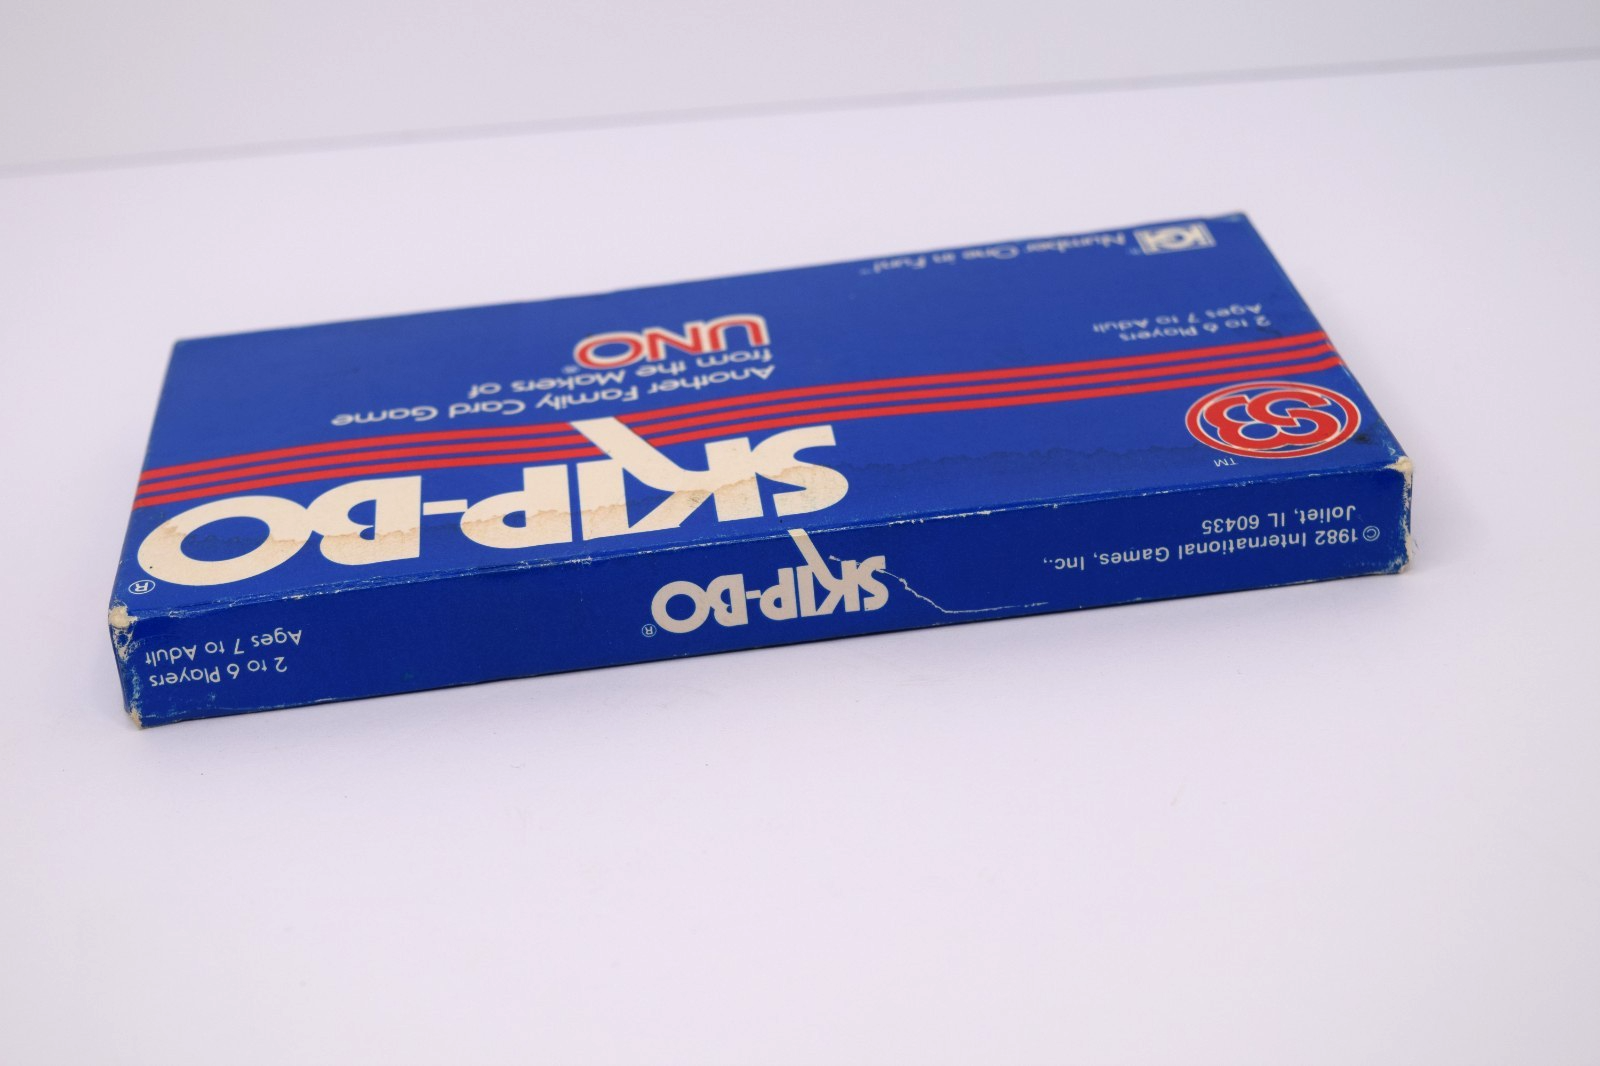 SKIP-BO®
Another Family Card Game
from the Makers of
UNO®
SB™
2 to 6 Players
Ages 7 to Adult
IGI® Number One in Fun!™
©1982 International Games, Inc.,
Joliet, IL 60435
SKIP-BO®
2 to 6 Players
Ages 7 to Adult